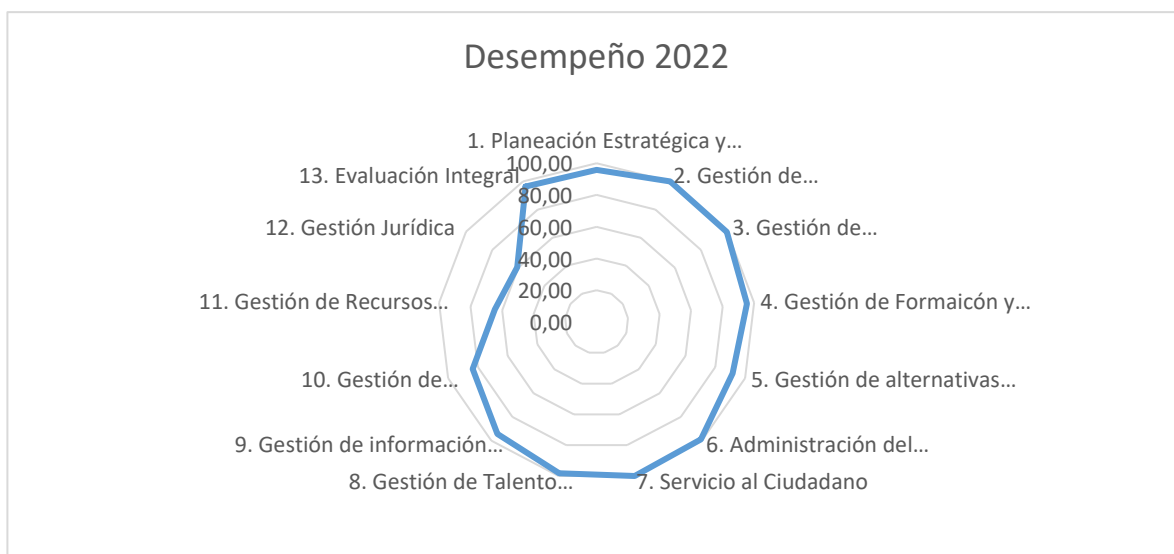 Desempeño 2022
1. Planeación Estratégica y...
2. Gestión de...
3. Gestión de...
4. Gestión de Formaicón y...
5. Gestión de alternativas...
6. Administración del...
7. Servicio al Ciudadano
8. Gestión de Talento...
9. Gestión de información...
10. Gestión de...
11. Gestión de Recursos...
12. Gestión Jurídica
13. Evaluación Integral
100,00
80,00
60,00
40,00
20,00
0,00